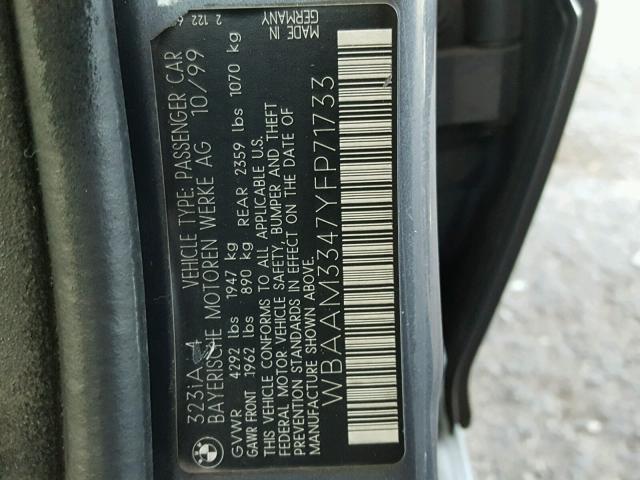 323iA 4 VEHICLE TYPE: PASSENGER CAR
BAYERISCHE MOTOREN WERKE AG 10/99
GVWR 4292 lbs 1947 kg
GAWR FRONT 1962 lbs 890 kg REAR 2359 lbs 1070 kg
THIS VEHICLE CONFORMS TO ALL APPLICABLE U.S.
FEDERAL MOTOR VEHICLE SAFETY, BUMPER AND THEFT
PREVENTION STANDARDS IN EFFECT ON THE DATE OF
MANUFACTURE SHOWN ABOVE.
WBAAM3347YFP71733
2 122
MADE IN
GERMANY